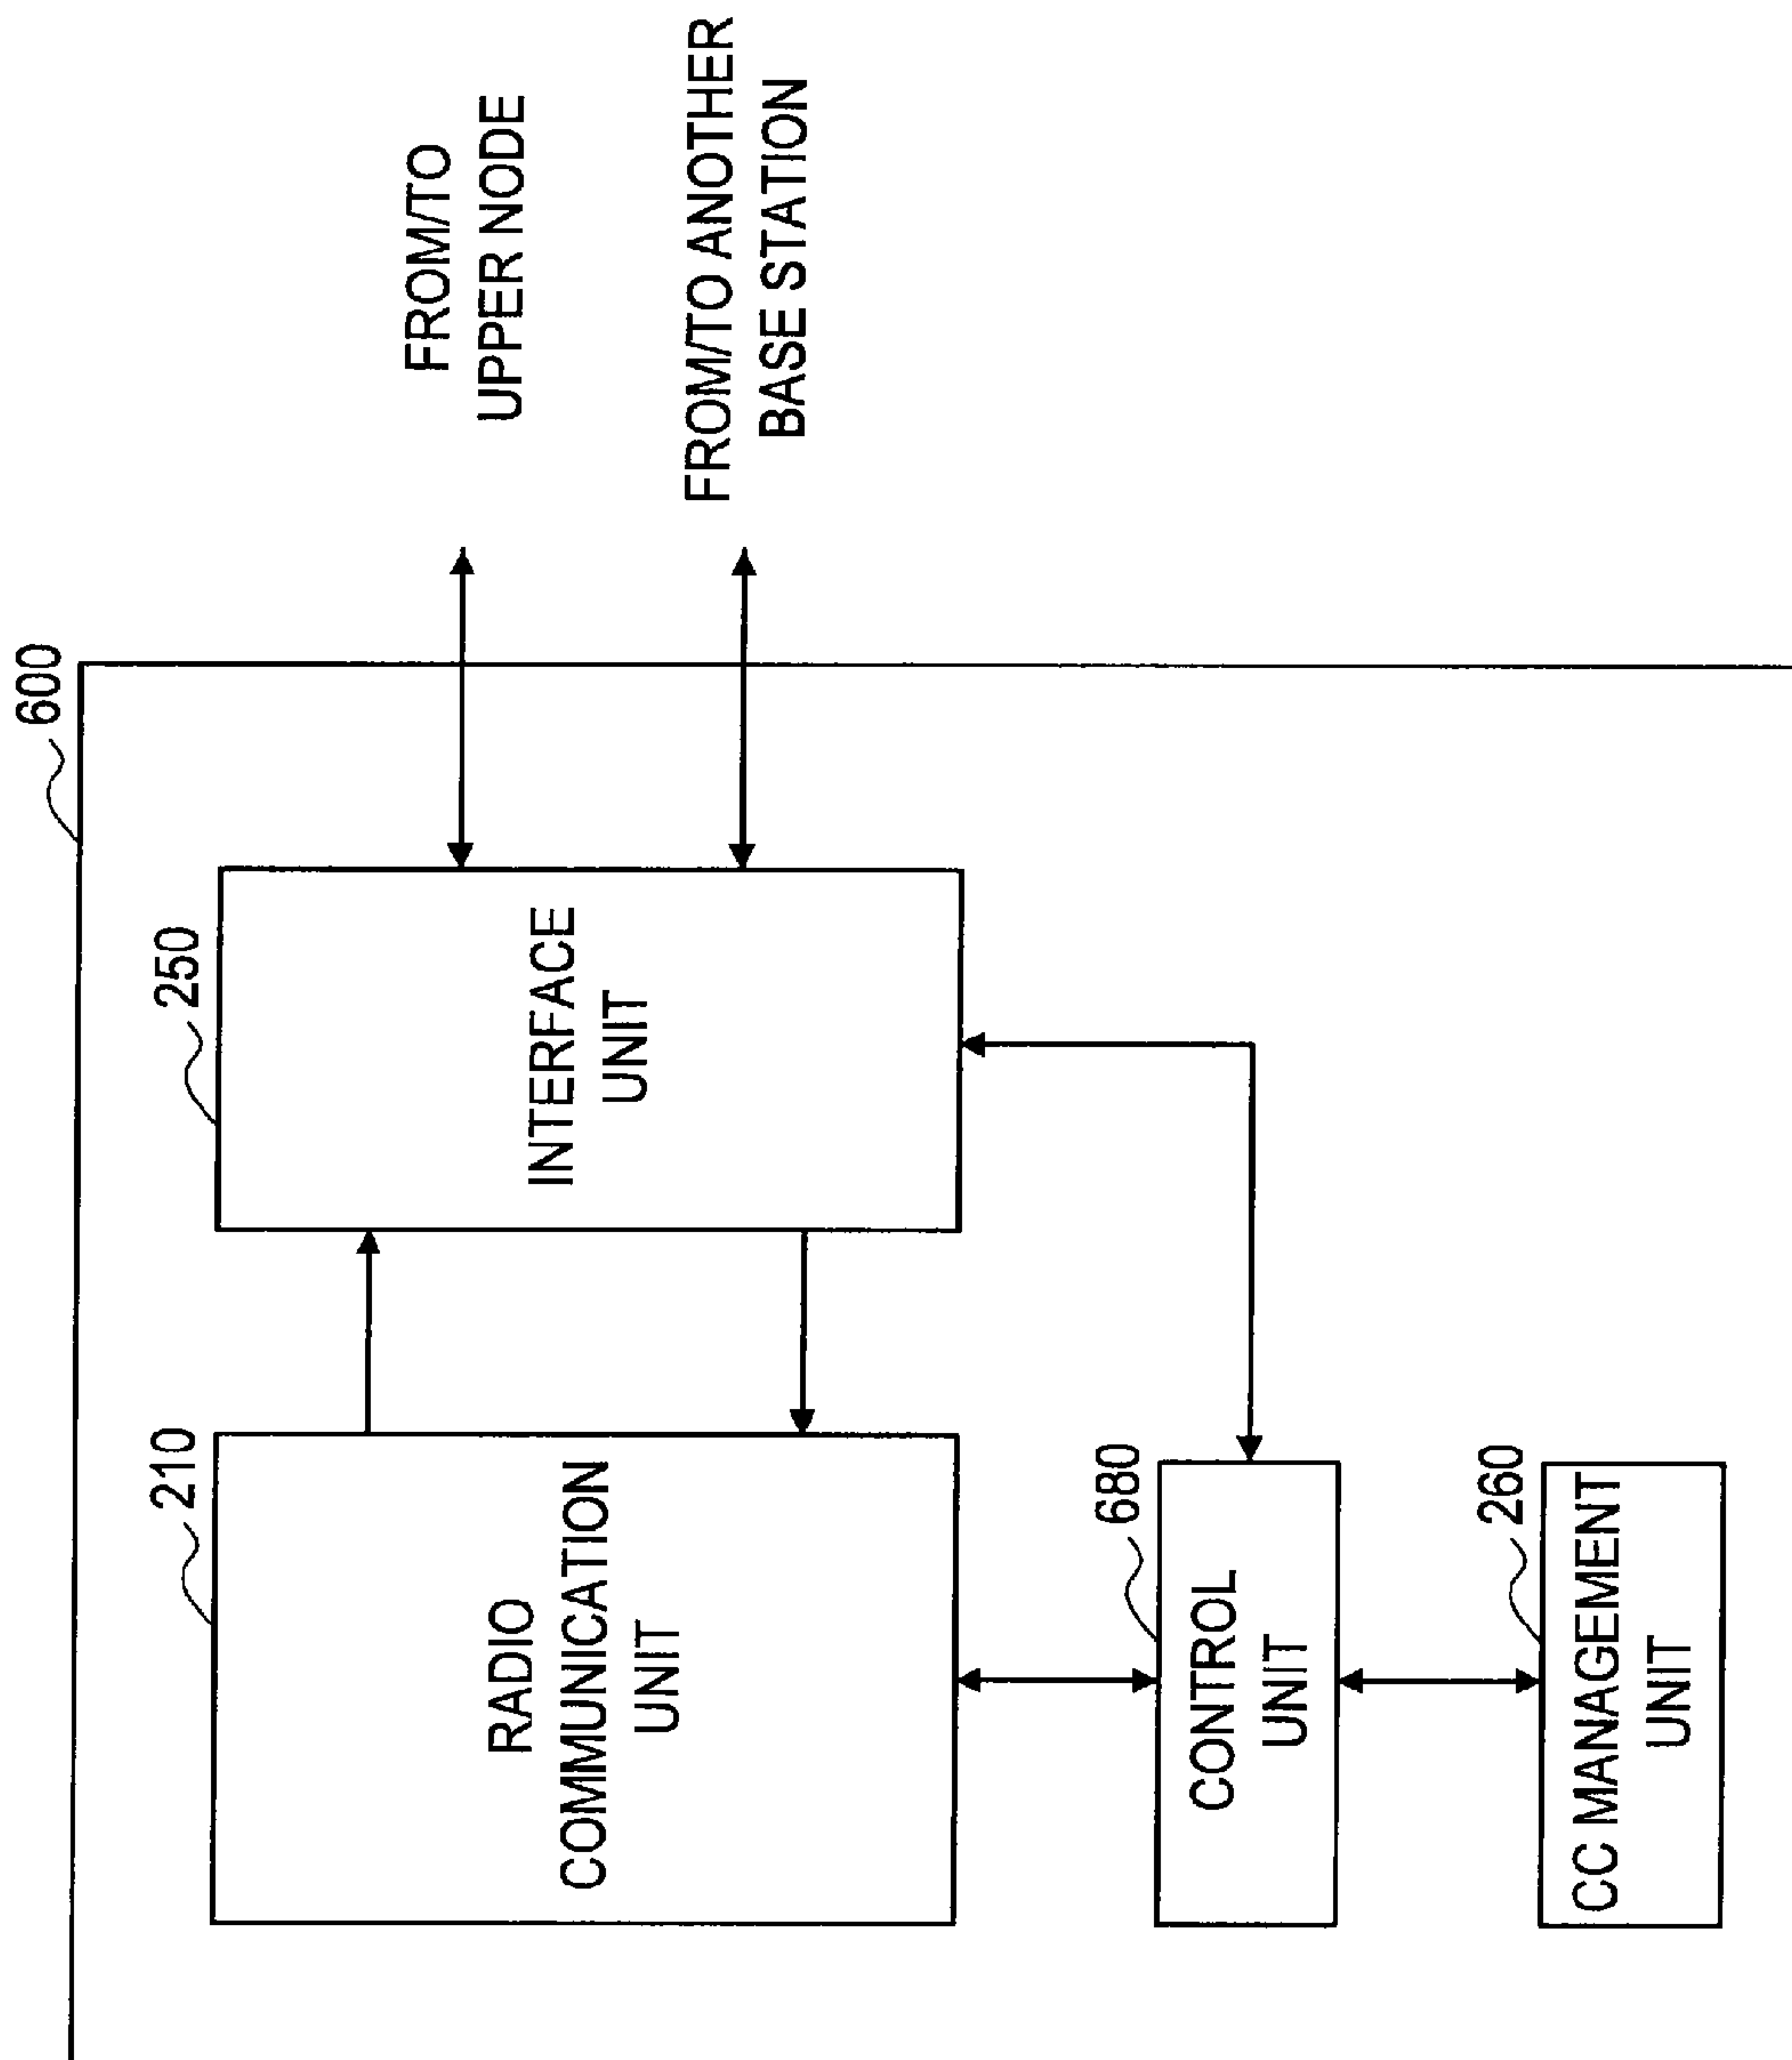 600
210
RADIO
COMMUNICATION
UNIT
250
INTERFACE
UNIT
FROM/TO
UPPER NODE
FROM/TO ANOTHER
BASE STATION
680
CONTROL
UNIT
260
CC MANAGEMENT
UNIT